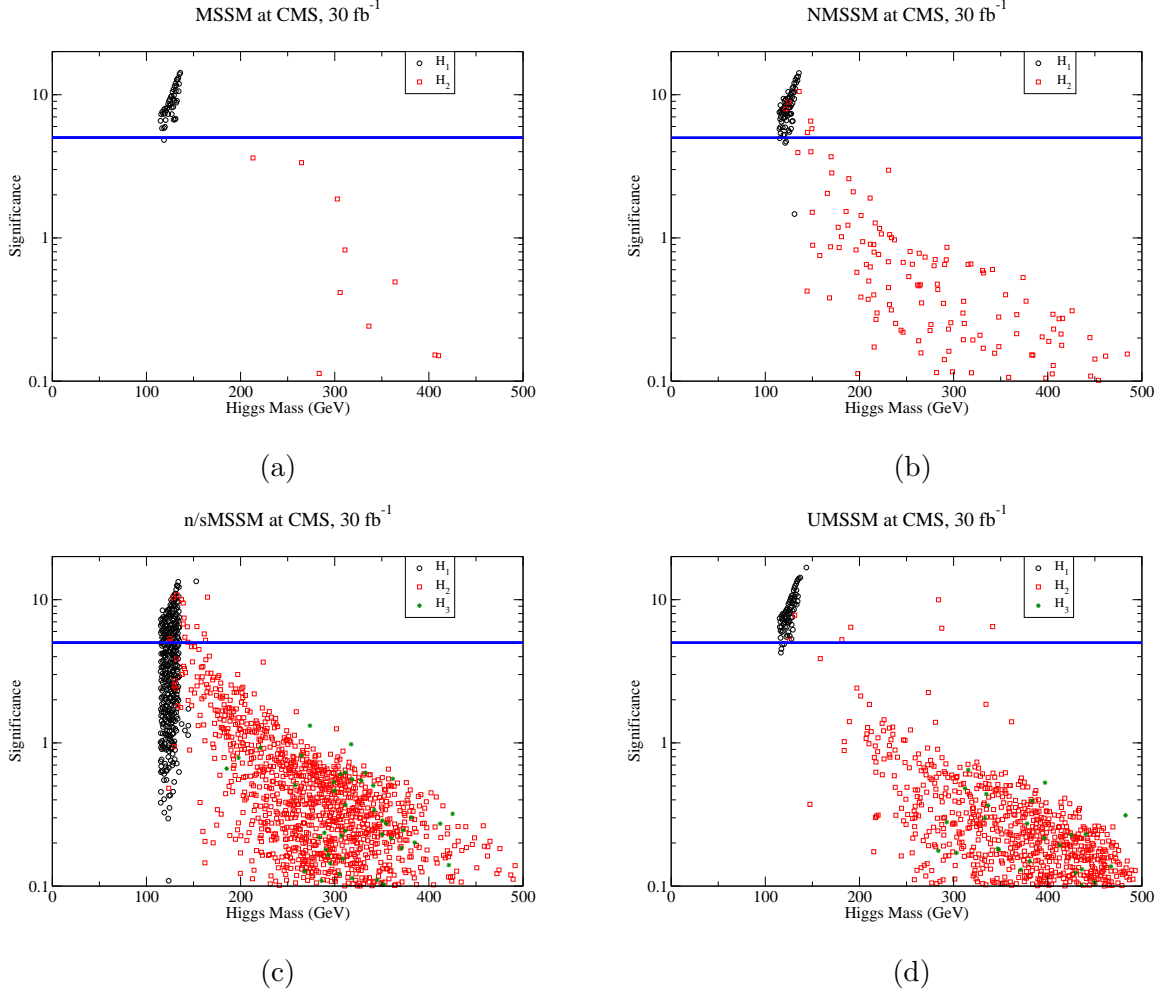 MSSM at CMS, 30 fb⁻¹
H₁
H₂
10
1
0.1
Significance
0 100 200 300 400 500
Higgs Mass (GeV)
(a)
NMSSM at CMS, 30 fb⁻¹
H₁
H₂
10
1
0.1
Significance
0 100 200 300 400 500
Higgs Mass (GeV)
(b)
n/sMSSM at CMS, 30 fb⁻¹
H₁
H₂
H₃
10
1
0.1
Significance
0 100 200 300 400 500
Higgs Mass (GeV)
(c)
UMSSM at CMS, 30 fb⁻¹
H₁
H₂
H₃
10
1
0.1
Significance
0 100 200 300 400 500
Higgs Mass (GeV)
(d)